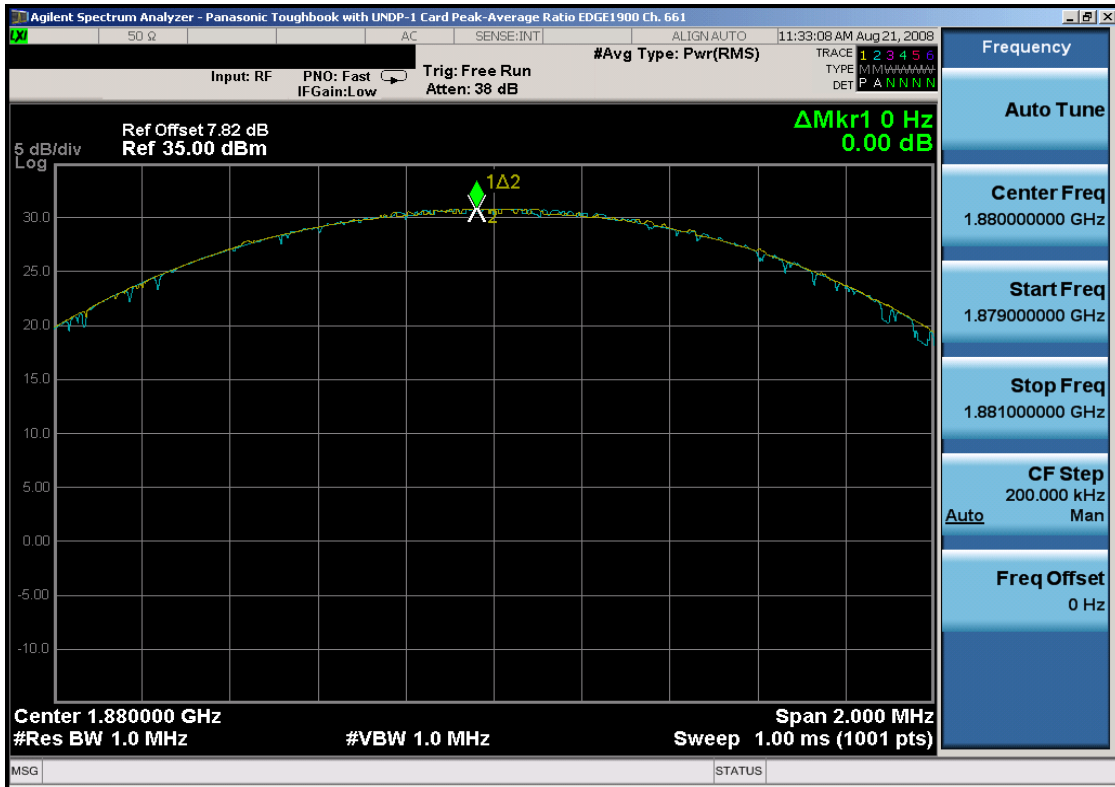 Agilent Spectrum Analyzer - Panasonic Toughbook with UNDP-1 Card Peak-Average Ratio EDGE1900 Ch. 661
LXI 50 Ω AC SENSE:INT ALIGN AUTO 11:33:08 AM Aug 21, 2008
#Avg Type: Pwr(RMS) TRACE 1 2 3 4 5 6
Input: RF PNO: Fast Trig: Free Run TYPE M M W W W W
IFGain:Low Atten: 38 dB DET P A N N N N
ΔMkr1 0 Hz
0.00 dB
Ref Offset 7.82 dB
5 dB/div Ref 35.00 dBm
Log
1Δ2
2
30.0
25.0
20.0
15.0
10.0
5.00
0.00
-5.00
-10.0
Center 1.880000 GHz Span 2.000 MHz
#Res BW 1.0 MHz #VBW 1.0 MHz Sweep 1.00 ms (1001 pts)
MSG STATUS
Frequency
Auto Tune
Center Freq
1.880000000 GHz
Start Freq
1.879000000 GHz
Stop Freq
1.881000000 GHz
CF Step
200.000 kHz
Auto Man
Freq Offset
0 Hz